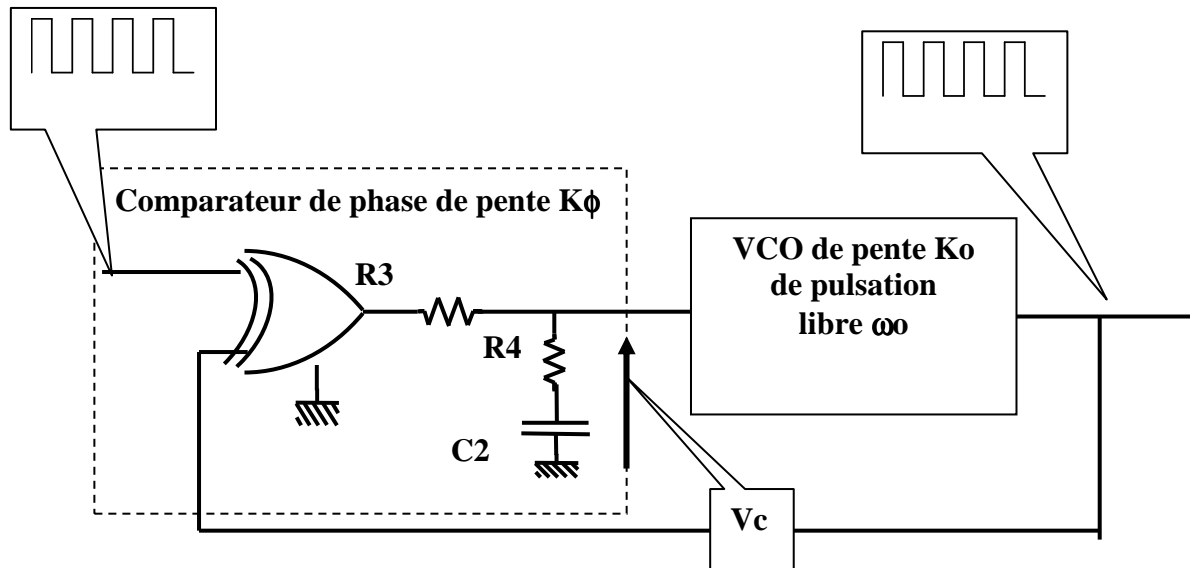 Comparateur de phase de pente Kϕ
R3
R4
C2
VCO de pente Ko
de pulsation
libre ωo
Vc